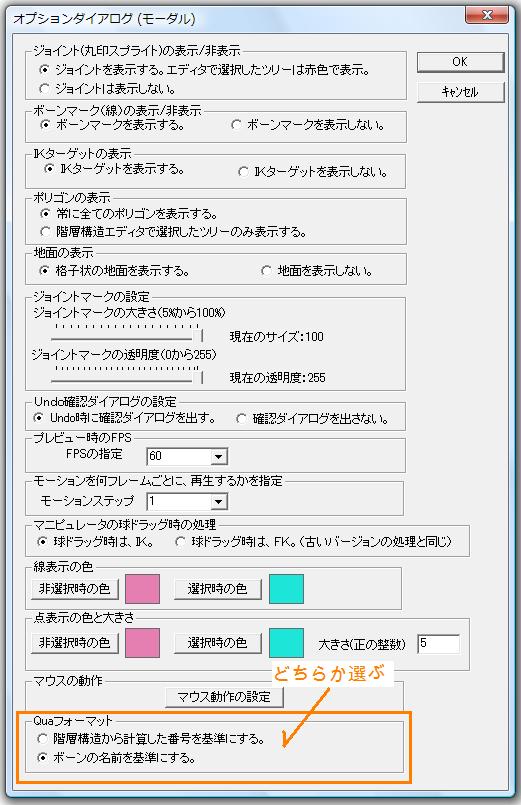 オプションダイアログ (モーダル)
ジョイント(丸印スプライト)の表示/非表示
ジョイントを表示する。エディタで選択したツリーは赤色で表示。
ジョイントは表示しない。
OK
キャンセル
ボーンマーク(線)の表示/非表示
ボーンマークを表示する。 ボーンマークを表示しない。
IKターゲットの表示
IKターゲットを表示する。 IKターゲットを表示しない。
ポリゴンの表示
常に全てのポリゴンを表示する。
階層構造エディタで選択したツリーのみ表示する。
地面の表示
格子状の地面を表示する。 地面を表示しない。
ジョイントマークの設定
ジョイントマークの大きさ(5%から100%)
現在のサイズ:100
ジョイントマークの透明度(0から255)
現在の透明度:255
Undo確認ダイアログの設定
Undo時に確認ダイアログを出す。 確認ダイアログを出さない。
プレビュー時のFPS
FPSの指定 60
モーションを何フレームごとに、再生するかを指定
モーションステップ 1
マニピュレータの球ドラッグ時の処理
球ドラッグ時は、IK。 球ドラッグ時は、FK。(古いバージョンの処理と同じ)
線表示の色
非選択時の色 選択時の色
点表示の色と大きさ
非選択時の色 選択時の色 大きさ(正の整数) 5
どちらか選ぶ
マウスの動作
マウス動作の設定
Quaフォーマット
階層構造から計算した番号を基準にする。
ボーンの名前を基準にする。